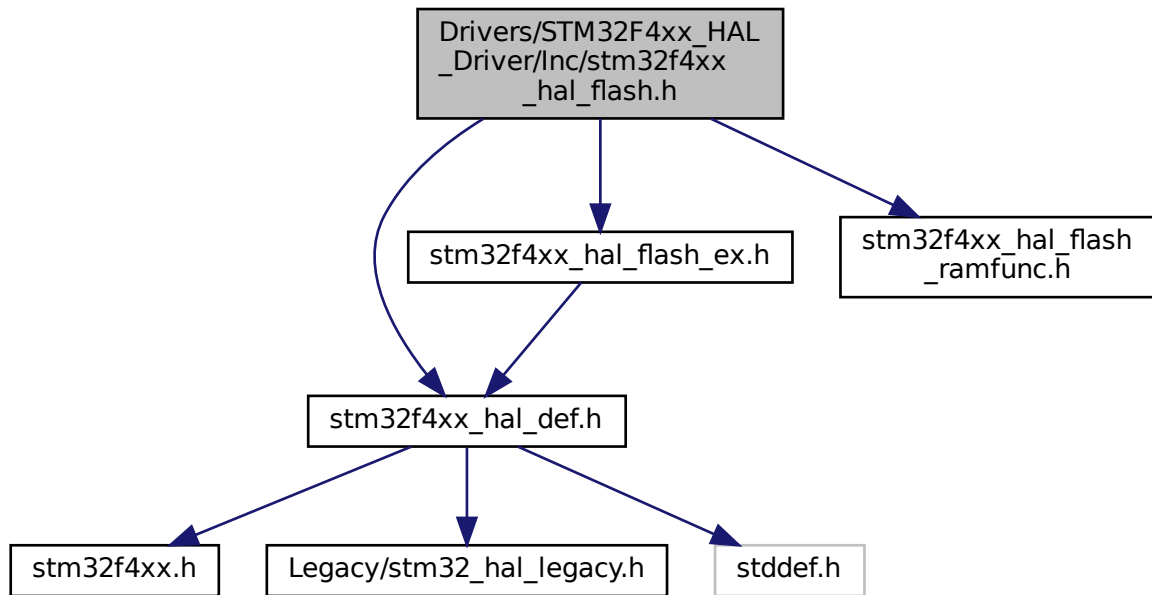 Drivers/STM32F4xx_HAL
_Driver/Inc/stm32f4xx
_hal_flash.h
stm32f4xx_hal_flash_ex.h
stm32f4xx_hal_flash
_ramfunc.h
stm32f4xx_hal_def.h
stm32f4xx.h
Legacy/stm32_hal_legacy.h
stddef.h